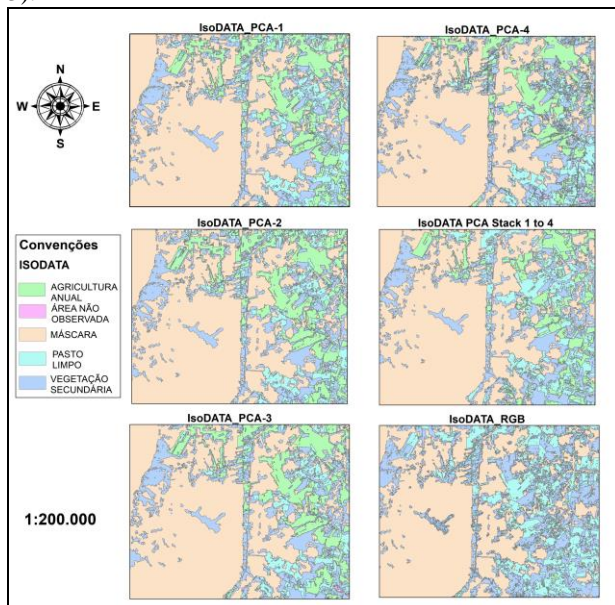 IsoDATA_PCA-1
IsoDATA_PCA-4
N
W
E
S
IsoDATA_PCA-2
IsoDATA PCA Stack 1 to 4
Convenções
ISODATA
AGRICULTURA
ANUAL
ÁREA NÃO
OBSERVADA
MÁSCARA
PASTO
LIMPO
VEGETAÇÃO
SECUNDÁRIA
IsoDATA_PCA-3
IsoDATA_RGB
1:200.000